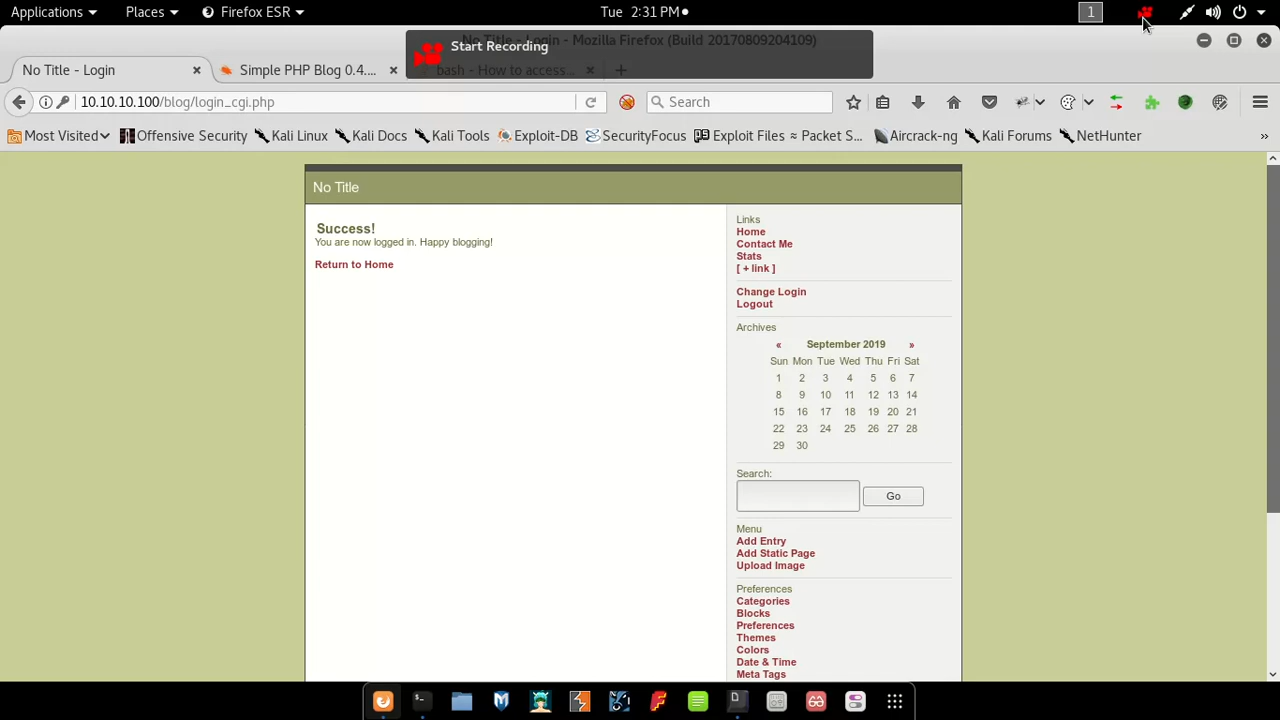 Applications Places Firefox ESR Tue 2:31 PM 1
No Title - Login - Mozilla Firefox (Build 20170809204109)
Start Recording
No Title - Login Simple PHP Blog 0.4.... bash - How to access...
10.10.10.100/blog/login_cgi.php Search
Most Visited Offensive Security Kali Linux Kali Docs Kali Tools Exploit-DB SecurityFocus Exploit Files ≈ Packet S... Aircrack-ng Kali Forums NetHunter »
No Title
Success!
You are now logged in. Happy blogging!
Return to Home
Links
Home
Contact Me
Stats
[ + link ]
Change Login
Logout
Archives
« September 2019 »
Sun Mon Tue Wed Thu Fri Sat
1 2 3 4 5 6 7
8 9 10 11 12 13 14
15 16 17 18 19 20 21
22 23 24 25 26 27 28
29 30
Search:
Go
Menu
Add Entry
Add Static Page
Upload Image
Preferences
Categories
Blocks
Preferences
Themes
Colors
Date & Time
Meta Tags